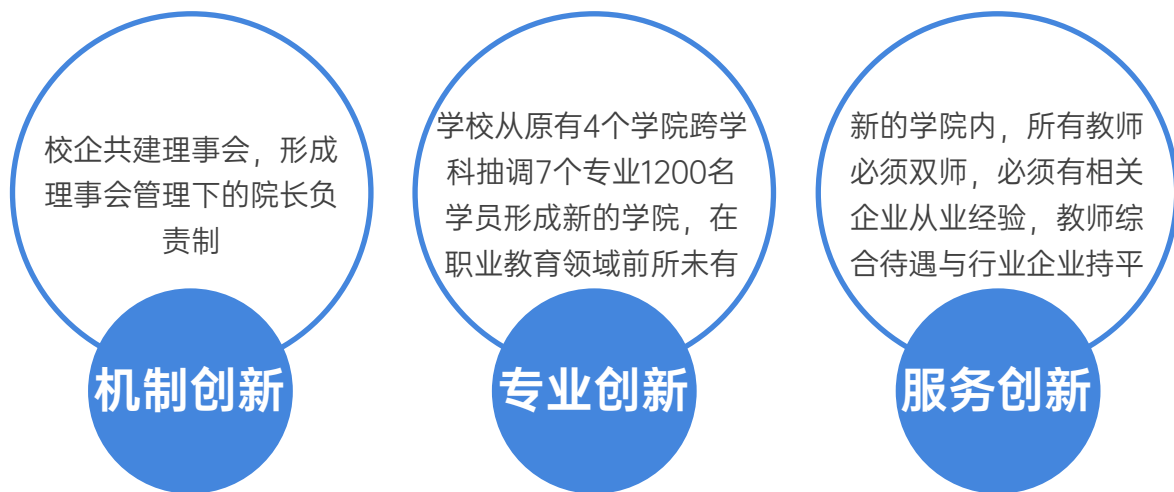 校企共建理事会，形成
理事会管理下的院长负
责制
机制创新
学校从原有4个学院跨学
科抽调7个专业1200名
学员形成新的学院，在
职业教育领域前所未有
专业创新
新的学院内，所有教师
必须双师，必须有相关
企业从业经验，教师综
合待遇与行业企业持平
服务创新